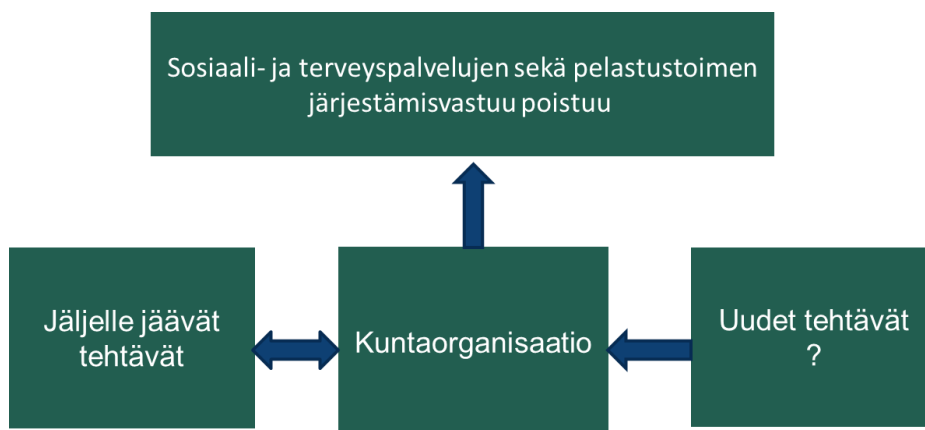 Sosiaali- ja terveyspalvelujen sekä pelastustoimen
järjestämisvastuu poistuu
Jäljelle jäävät
tehtävät
Kuntaorganisaatio
Uudet tehtävät
?